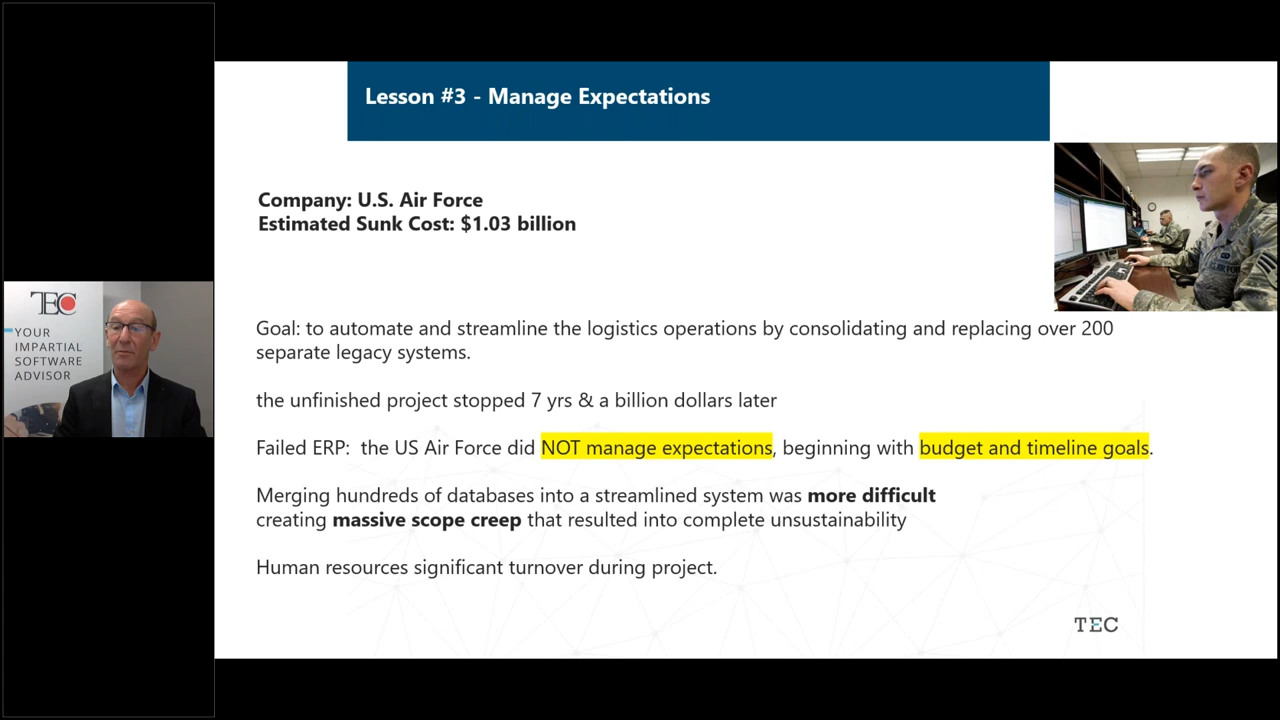 Lesson #3 - Manage Expectations
Company: U.S. Air Force
Estimated Sunk Cost: $1.03 billion
Goal: to automate and streamline the logistics operations by consolidating and replacing over 200
separate legacy systems.
the unfinished project stopped 7 yrs & a billion dollars later
Failed ERP:  the US Air Force did NOT manage expectations, beginning with budget and timeline goals.
Merging hundreds of databases into a streamlined system was more difficult
creating massive scope creep that resulted into complete unsustainability
Human resources significant turnover during project.
TEC
TEC
YOUR
IMPARTIAL
SOFTWARE
ADVISOR